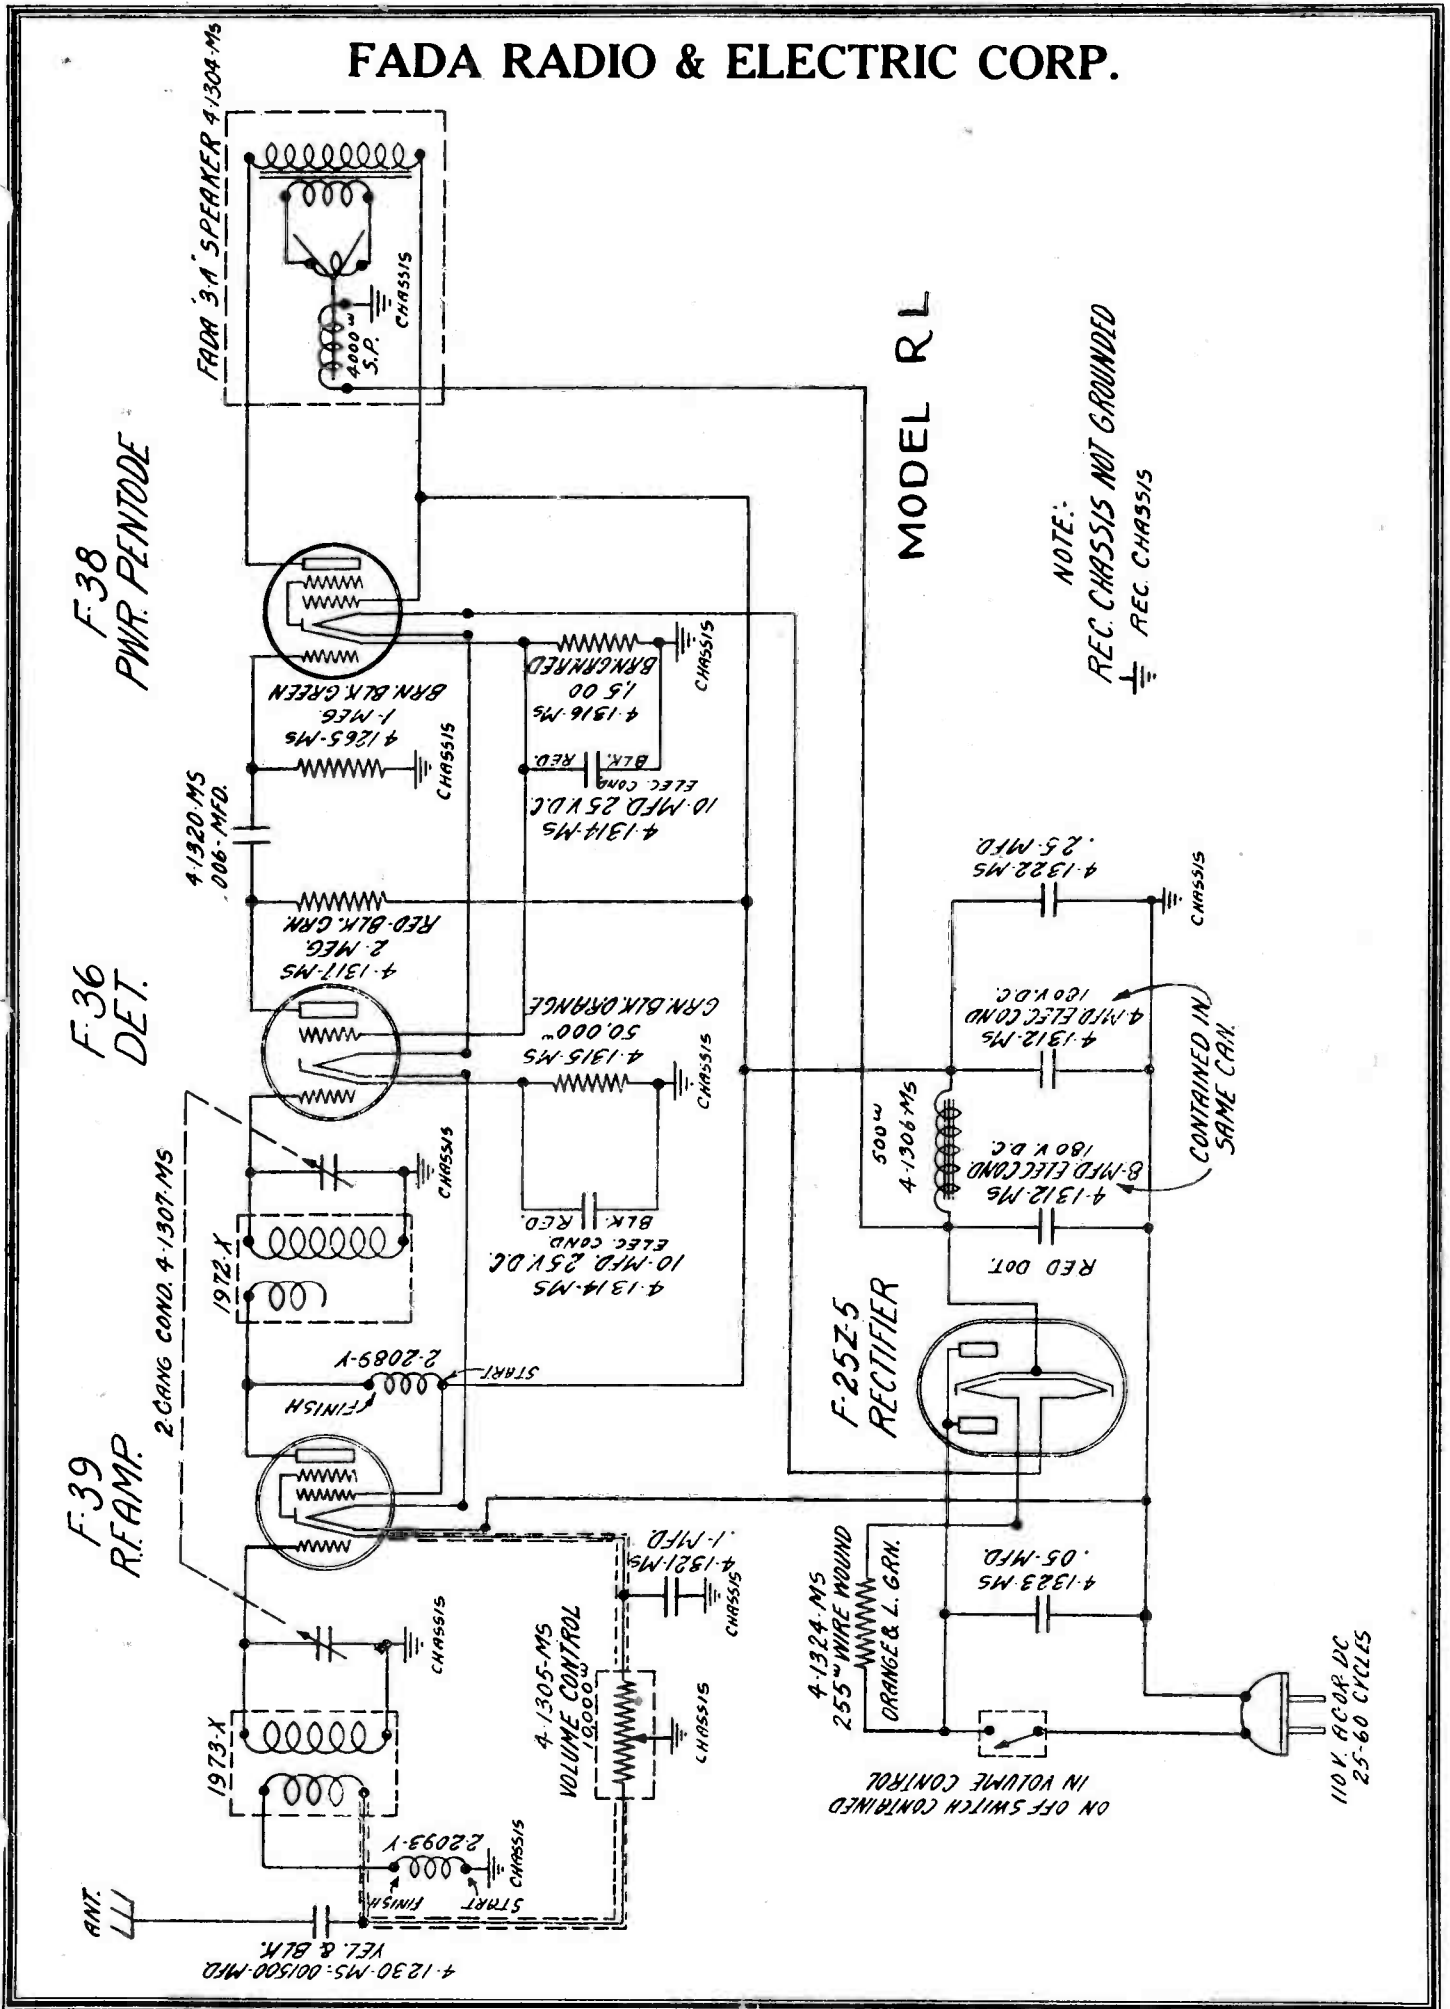 FADA RADIO & ELECTRIC CORP.
FADA "3-A" SPEAKER 4-1304-Ms
4000 ω
S.P.
CHASSIS
F-38
PWR. PENTODE
BRN. BLK. GREEN
1-MEG.
4-1265-Ms
CHASSIS
BRN GRN RED
1,500
4-1316-Ms
CHASSIS
BLK. RED.
ELEC. COND
10-MFD. 25 V.D.C.
4-1314-MS
4-1320-MS
.006-MFD.
RED-BLK. GRN.
2-MEG.
4-1317-MS
F-36
DET.
GRN. BLK ORANGE
50,000 ω
4-1315-MS
CHASSIS
BLK. RED.
ELEC. COND.
10-MFD. 25 V.D.C.
4-1314-MS
CHASSIS
2-GANG COND. 4-1307-MS
1972-X
2-2089-Y
START
FINISH
F-39
R.F. AMP.
CHASSIS
1973-X
4-1305-MS
VOLUME CONTROL
10,000 ω
CHASSIS
.1-MFD.
4-1321-Ms
CHASSIS
2-2093-Y
FINISH
START
CHASSIS
ANT.
YEL. & BLK.
4-1230-MS-.001500-MFD.
MODEL RL
NOTE:-
REC. CHASSIS NOT GROUNDED
REC. CHASSIS
.25-MFD.
4-1322-MS
CHASSIS
180 V.D.C.
4-MFD ELEC COND
4-1312-Ms
CONTAINED IN
SAME CAN.
500 ω
4-1306-Ms
180 V.D.C.
8-MFD ELEC COND
4-1312-Ms
RED DOT.
F-25Z-5
RECTIFIER
4-1324-MS
255 ω WIRE WOUND
ORANGE & L. GRN.
.05-MFD.
4-1323-MS
ON OFF SWITCH CONTAINED
IN VOLUME CONTROL
110 V. AC OR DC
25-60 CYCLES